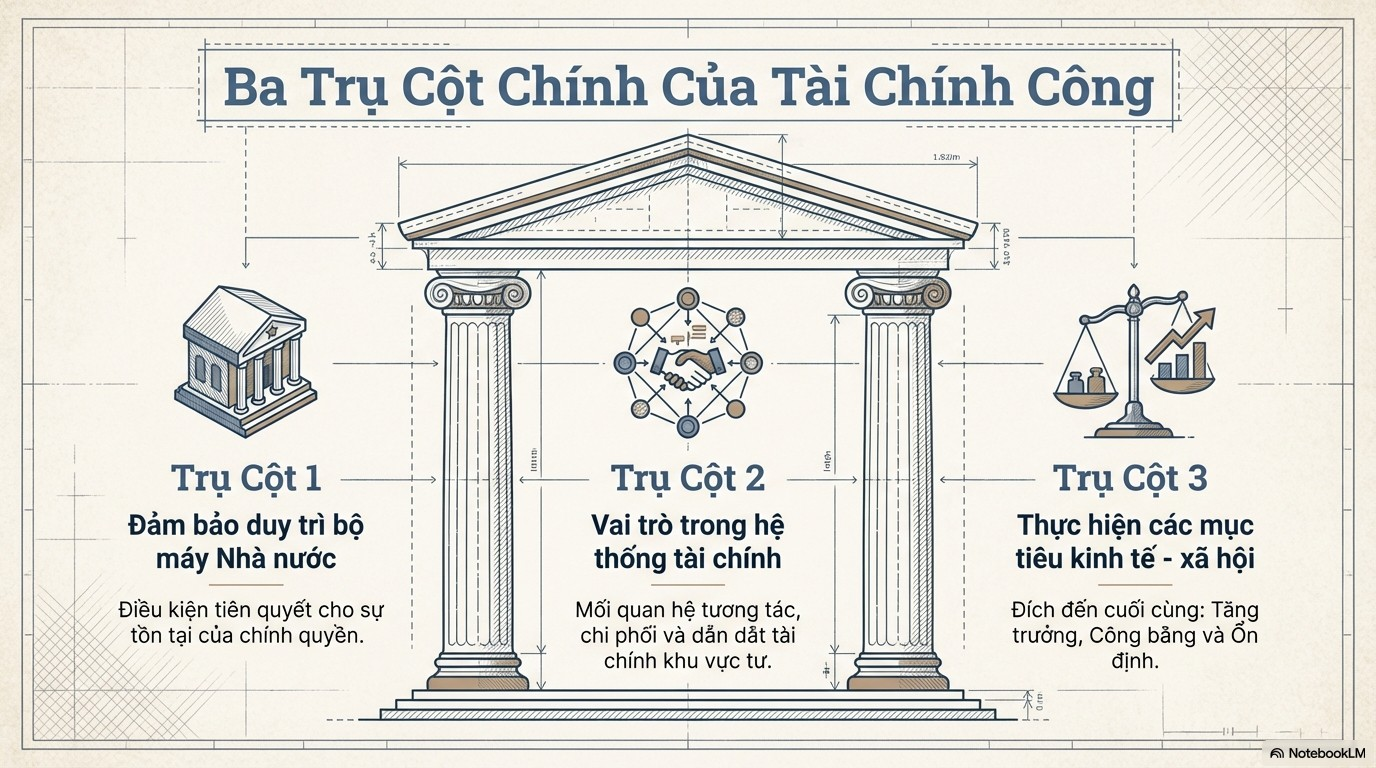 Ba Trụ Cột Chính Của Tài Chính Công
1.8.0m
Trụ Cột 1
Đảm bảo duy trì bộ
máy Nhà nước
Điều kiện tiên quyết cho sự
tồn tại của chính quyền.
Trụ Cột 2
Vai trò trong hệ
thống tài chính
Mối quan hệ tương tác,
chi phối và dẫn dắt tài
chính khu vực tư.
Trụ Cột 3
Thực hiện các mục
tiêu kinh tế - xã hội
Đích đến cuối cùng: Tăng
trưởng, Công bằng và Ổn
định.
NotebookLM